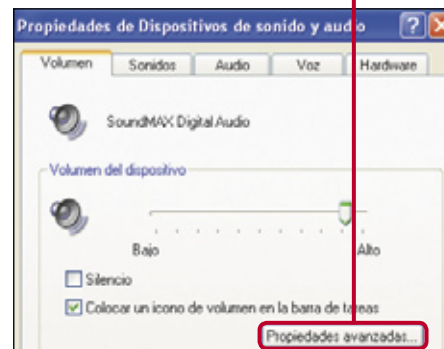 Propiedades de Dispositivos de sonido y audio
Volumen Sonidos Audio Voz Hardware
SoundMAX Digital Audio
Volumen del dispositivo
Bajo Alto
Silencio
Colocar un icono de volumen en la barra de tareas
Propiedades avanzadas...